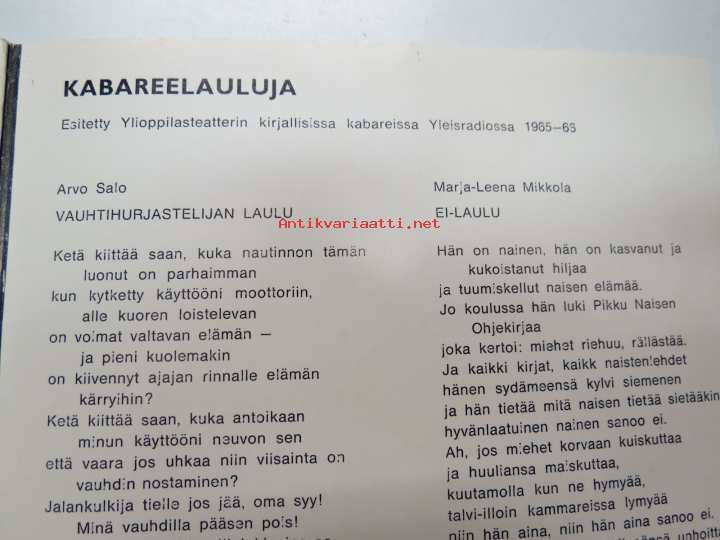 KABAREELAULUJA
Esitetty Ylioppilasteatterin kirjallisissa kabareissa Yleisradiossa 1965—66
Arvo Salo
VAUHTIHURJASTELIJAN LAULU
Ketä kiittää saan, kuka nautinnon tämän
luonut on parhaimman
kun kytketty käyttööni moottoriin,
alle kuoren loistelevan
on voimat valtavan elämän —
ja pieni kuolemakin
on kiivennyt ajajan rinnalle elämän
kärryihin?
Ketä kiittää saan, kuka antoikaan
minun käyttööni neuvon sen
että vaara jos uhkaa niin viisainta on
vauhdin nostaminen?
Jalankulkija tielle jos jää, oma syy!
Minä vauhdilla pääsen pois!
Marja-Leena Mikkola
EI-LAULU
Hän on nainen, hän on kasvanut ja
kukoistanut hiljaa
ja tuumiskellut naisen elämää.
Jo koulussa hän luki Pikku Naisen
Ohjekirjaa
joka kertoi: miehet riehuu, rällästää.
Ja kaikki kirjat, kaikk naistenlehdet
hänen sydämeensä kylvi siemenen
ja hän tietää mitä naisen tietää sietääkin
hyvänlaatuinen nainen sanoo ei.
Ah, jos miehet korvaan kuiskuttaa
ja huuliansa maiskuttaa,
kuutamolla kun ne hymyää,
talvi-illoin kammareissa lymyää
niin hän aina, niin hän aina sanoo ei.
Antikvariaatti.net